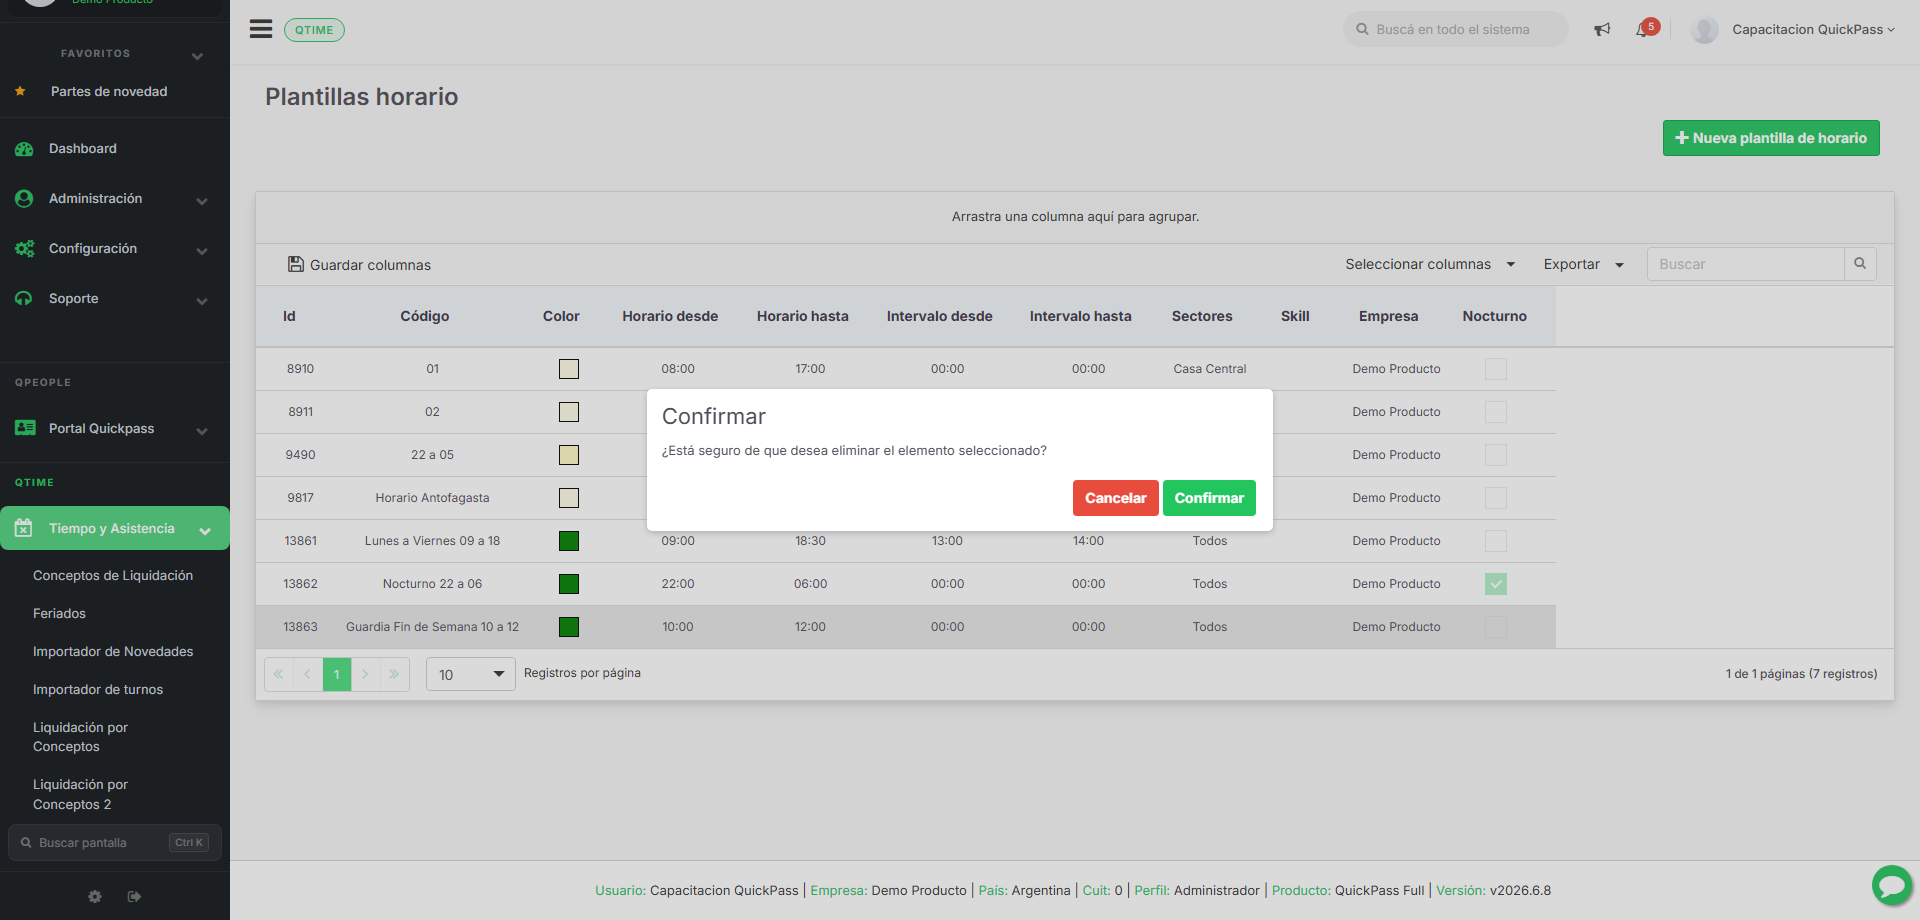 Demo Producto
FAVORITOS
Partes de novedad
Dashboard
Administración
Configuración
Soporte
QPEOPLE
Portal Quickpass
QTIME
Tiempo y Asistencia
Conceptos de Liquidación
Feriados
Importador de Novedades
Importador de turnos
Liquidación por
Conceptos
Liquidación por
Conceptos 2
Buscar pantalla Ctrl K
QTIME
Buscá en todo el sistema
5
Capacitacion QuickPass
Plantillas horario
Nueva plantilla de horario
Arrastra una columna aquí para agrupar.
Guardar columnas
Seleccionar columnas
Exportar
Buscar
Id Código Color Horario desde Horario hasta Intervalo desde Intervalo hasta Sectores Skill Empresa Nocturno
8910 01 08:00 17:00 00:00 00:00 Casa Central Demo Producto
8911 02 Demo Producto
9490 22 a 05 Demo Producto
9817 Horario Antofagasta Demo Producto
13861 Lunes a Viernes 09 a 18 09:00 18:30 13:00 14:00 Todos Demo Producto
13862 Nocturno 22 a 06 22:00 06:00 00:00 00:00 Todos Demo Producto
13863 Guardia Fin de Semana 10 a 12 10:00 12:00 00:00 00:00 Todos Demo Producto
Confirmar
¿Está seguro de que desea eliminar el elemento seleccionado?
Cancelar Confirmar
« ‹ 1 › » 10 Registros por página
1 de 1 páginas (7 registros)
Usuario: Capacitacion QuickPass | Empresa: Demo Producto | País: Argentina | Cuit: 0 | Perfil: Administrador | Producto: QuickPass Full | Versión: v2026.6.8